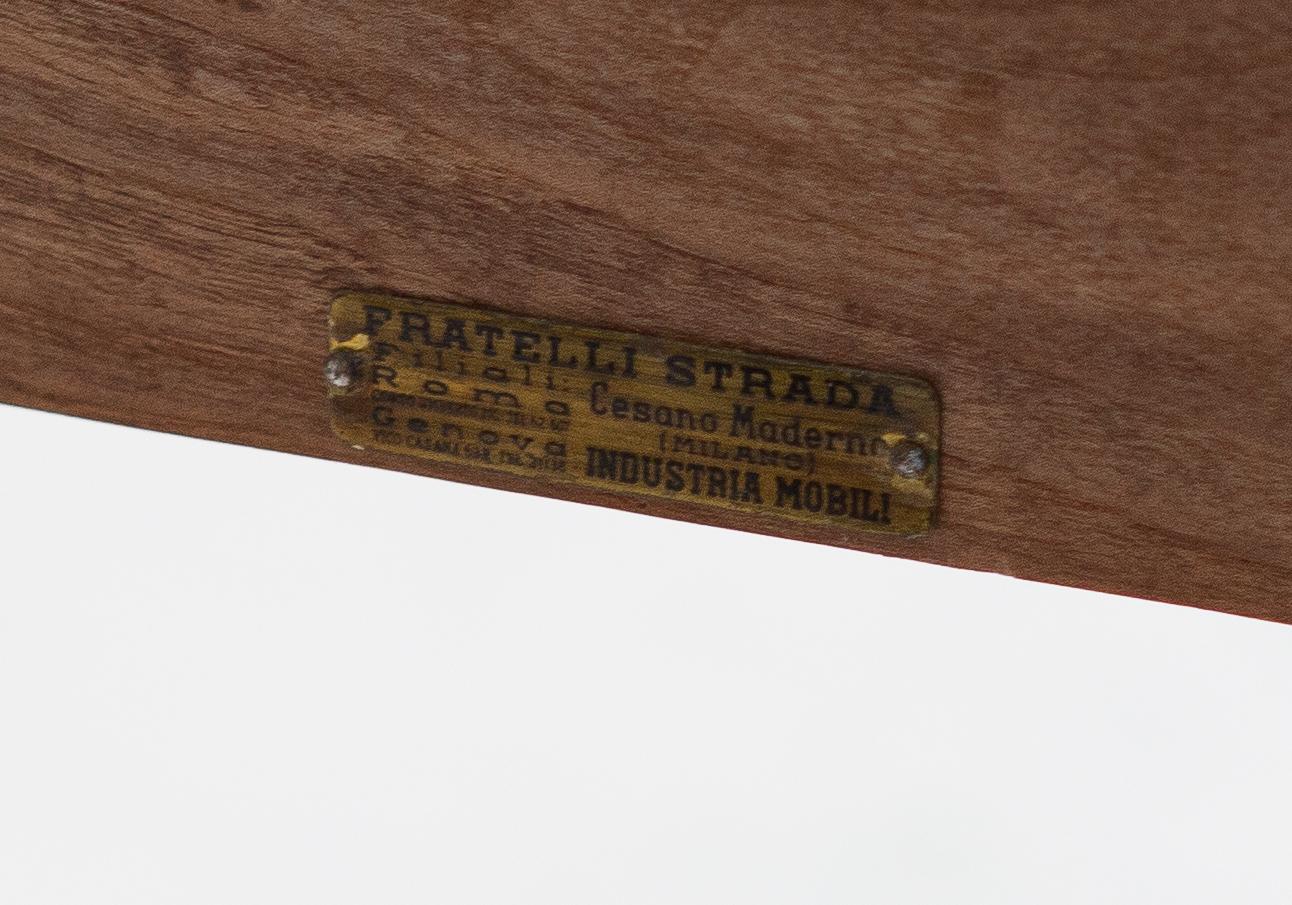 FRATELLI STRADA
Filiali:
Roma
Genova
Cesano Maderno
(MILANO)
INDUSTRIA MOBILI